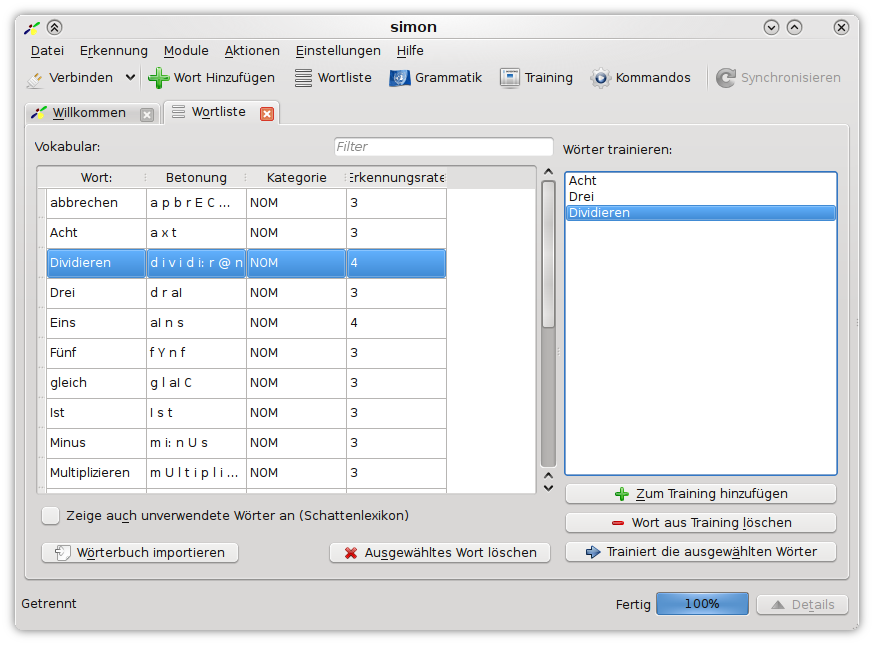 simon
Datei Erkennung Module Aktionen Einstellungen Hilfe
Verbinden Wort Hinzufügen Wortliste Grammatik Training Kommandos Synchronisieren
Willkommen Wortliste
Vokabular: Filter Wörter trainieren:
Wort: Betonung Kategorie Erkennungsrate
abbrechen a p b r E C ... NOM 3
Acht a x t NOM 3
Dividieren d i v i d i: r @ n NOM 4
Drei d r aI NOM 3
Eins aI n s NOM 4
Fünf f Y n f NOM 3
gleich g l aI C NOM 3
Ist I s t NOM 3
Minus m i: n U s NOM 3
Multiplizieren m U l t i p l i ... NOM 3
Acht
Drei
Dividieren
Zeige auch unverwendete Wörter an (Schattenlexikon)
Wörterbuch importieren Ausgewähltes Wort löschen
Zum Training hinzufügen
Wort aus Training löschen
Trainiert die ausgewählten Wörter
Getrennt Fertig 100% Details